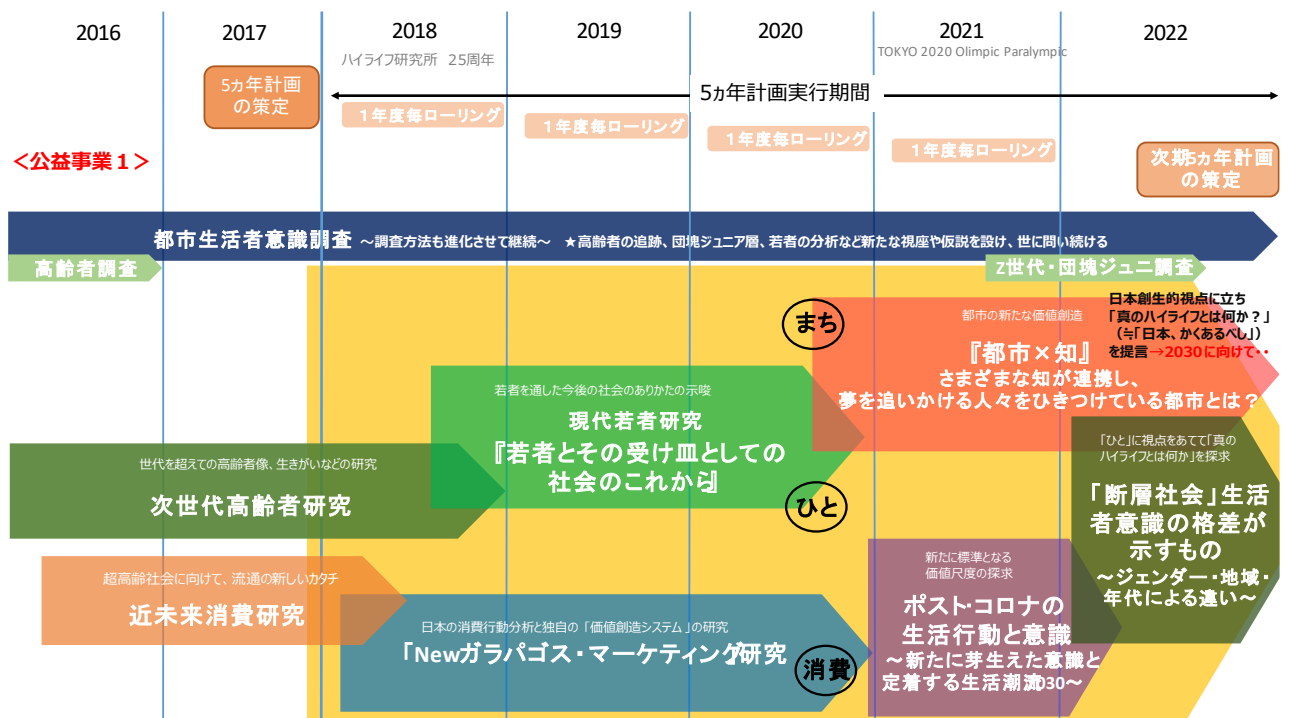 2016
2017
2018
2019
2020
2021
2022
ハイライフ研究所 25周年
TOKYO 2020 Olimpic Paralympic
5ヵ年計画
の策定
5ヵ年計画実行期間
1年度毎ローリング
1年度毎ローリング
1年度毎ローリング
1年度毎ローリング
次期5ヵ年計画
の策定
＜公益事業1＞
都市生活者意識調査 ～調査方法も進化させて継続～ ★高齢者の追跡、団塊ジュニア層、若者の分析など新たな視座や仮説を設け、世に問い続ける
高齢者調査
Z世代・団塊ジュニ調査
まち
都市の新たな価値創造
『都市×知』
さまざまな知が連携し、
夢を追いかける人々をひきつけている都市とは？
日本創生的視点に立ち
「真のハイライフとは何か？」
（≒「日本、かくあるべし」）
を提言→2030に向けて・・
若者を通した今後の社会のありかたの示唆
現代若者研究
『若者とその受け皿としての
社会のこれから』
ひと
世代を超えての高齢者像、生きがいなどの研究
次世代高齢者研究
「ひと」に視点をあてて「真の
ハイライフとは何か」を探求
「断層社会」生活
者意識の格差が
示すもの
～ジェンダー・地域・
年代による違い～
超高齢社会に向けて、流通の新しいカタチ
近未来消費研究
日本の消費行動分析と独自の「価値創造システム」の研究
「Newガラパゴス・マーケティング」研究
消費
新たに標準となる
価値尺度の探求
ポスト・コロナの
生活行動と意識
～新たに芽生えた意識と
定着する生活潮流2030～